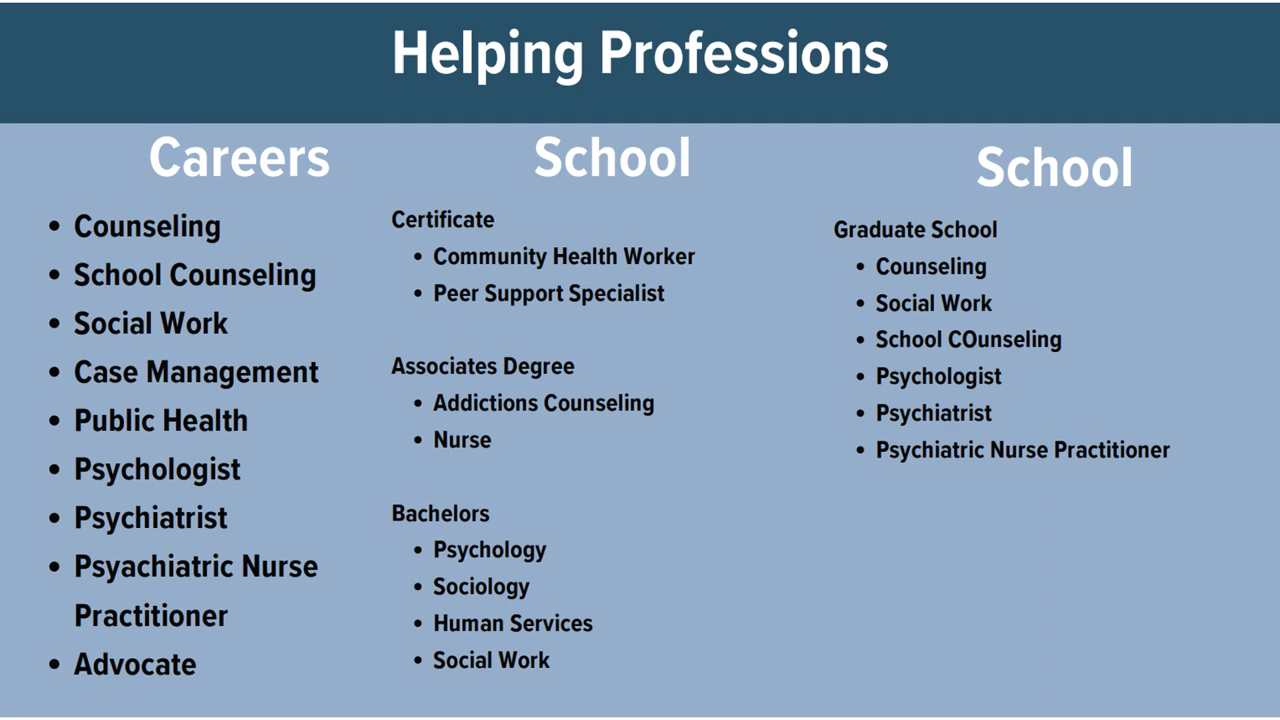 Helping Professions
Careers
• Counseling
• School Counseling
• Social Work
• Case Management
• Public Health
• Psychologist
• Psychiatrist
• Psyachiatric Nurse
Practitioner
• Advocate
School
Certificate
• Community Health Worker
• Peer Support Specialist
Associates Degree
• Addictions Counseling
• Nurse
Bachelors
• Psychology
• Sociology
• Human Services
• Social Work
School
Graduate School
• Counseling
• Social Work
• School COunseling
• Psychologist
• Psychiatrist
• Psychiatric Nurse Practitioner